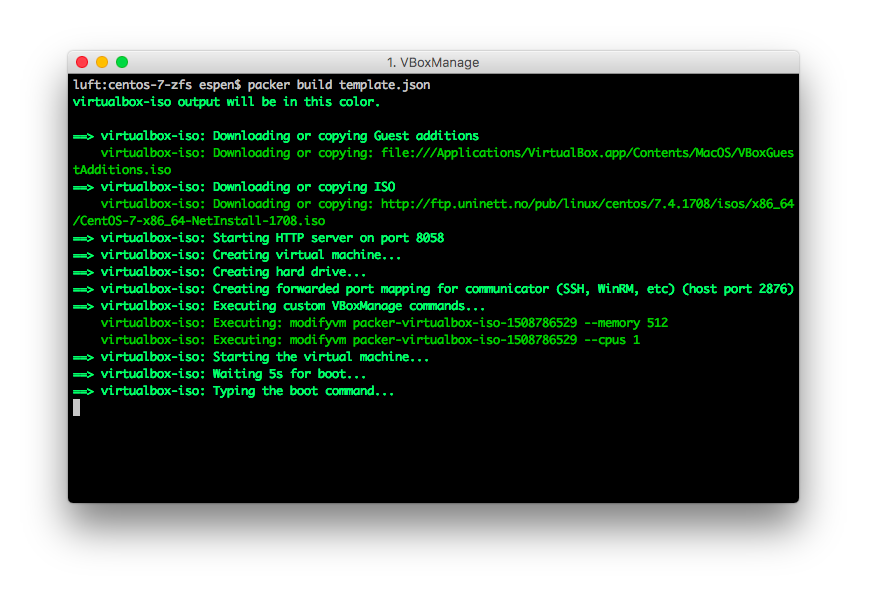 1. VBoxManage
luft:centos-7-zfs espen$ packer build template.json
virtualbox-iso output will be in this color.
==> virtualbox-iso: Downloading or copying Guest additions
    virtualbox-iso: Downloading or copying: file:///Applications/VirtualBox.app/Contents/MacOS/VBoxGues
tAdditions.iso
==> virtualbox-iso: Downloading or copying ISO
    virtualbox-iso: Downloading or copying: http://ftp.uninett.no/pub/linux/centos/7.4.1708/isos/x86_64
/CentOS-7-x86_64-NetInstall-1708.iso
==> virtualbox-iso: Starting HTTP server on port 8058
==> virtualbox-iso: Creating virtual machine...
==> virtualbox-iso: Creating hard drive...
==> virtualbox-iso: Creating forwarded port mapping for communicator (SSH, WinRM, etc) (host port 2876)
==> virtualbox-iso: Executing custom VBoxManage commands...
    virtualbox-iso: Executing: modifyvm packer-virtualbox-iso-1508786529 --memory 512
    virtualbox-iso: Executing: modifyvm packer-virtualbox-iso-1508786529 --cpus 1
==> virtualbox-iso: Starting the virtual machine...
==> virtualbox-iso: Waiting 5s for boot...
==> virtualbox-iso: Typing the boot command...